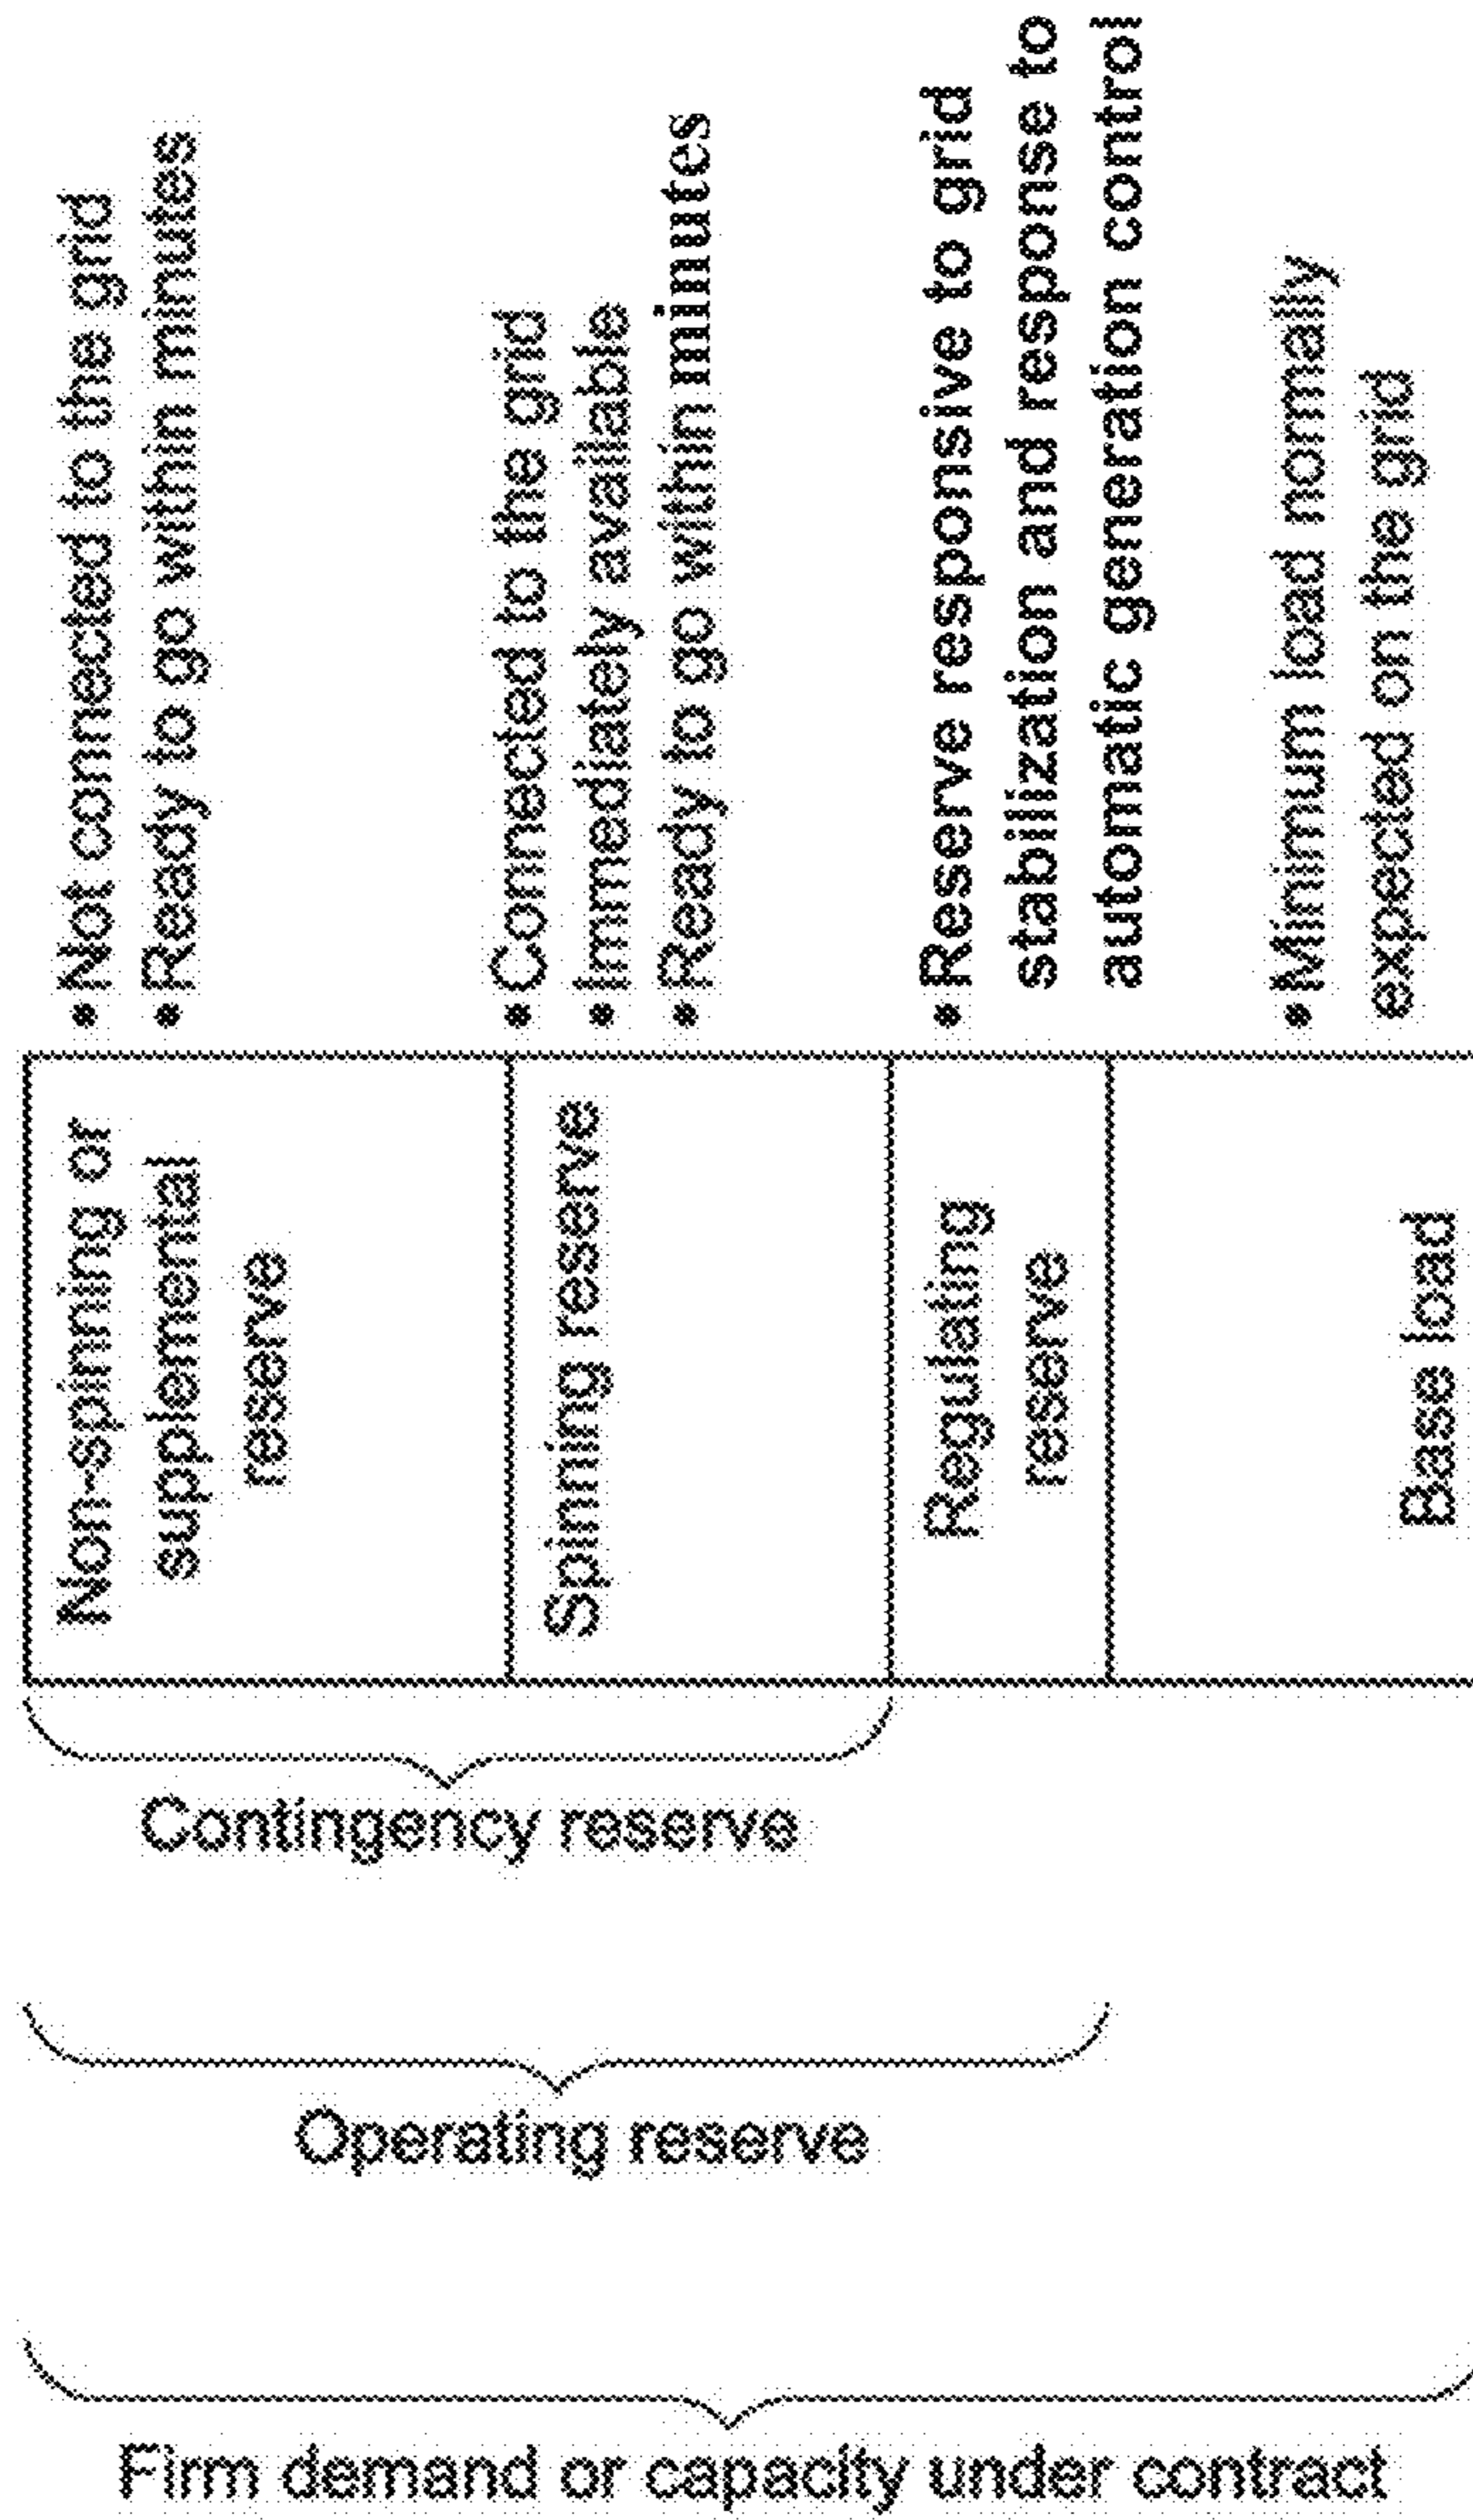 Non-spinning or
supplemental
reserve
• Not connected to the grid
• Ready to go within minutes
Spinning reserve
• Connected to the grid
• Immediately available
• Ready to go within minutes
Regulating
reserve
• Reserve responsive to grid
stabilization and response to
automatic generation control
Base load
• Minimum load normally
expected on the grid
Contingency reserve
Operating reserve
Firm demand or capacity under contract